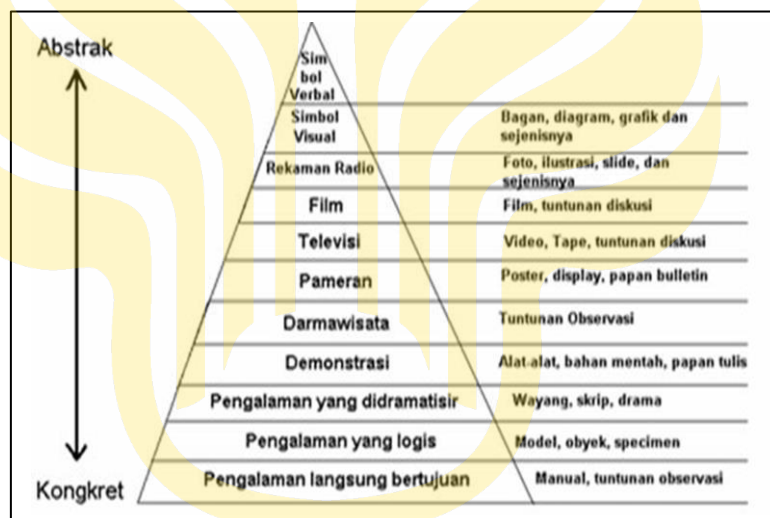 Abstrak
Sim
bol
Verbal
Simbol
Visual
Bagan, diagram, grafik dan
sejenisnya
Rekaman Radio
Foto, ilustrasi, slide, dan
sejenisnya
Film
Film, tuntunan diskusi
Televisi
Video, Tape, tuntunan diskusi
Pameran
Poster, display, papan bulletin
Darmawisata
Tuntunan Observasi
Demonstrasi
Alat-alat, bahan mentah, papan tulis
Pengalaman yang didramatisir
Wayang, skrip, drama
Pengalaman yang logis
Model, obyek, specimen
Pengalaman langsung bertujuan
Manual, tuntunan observasi
Kongkret